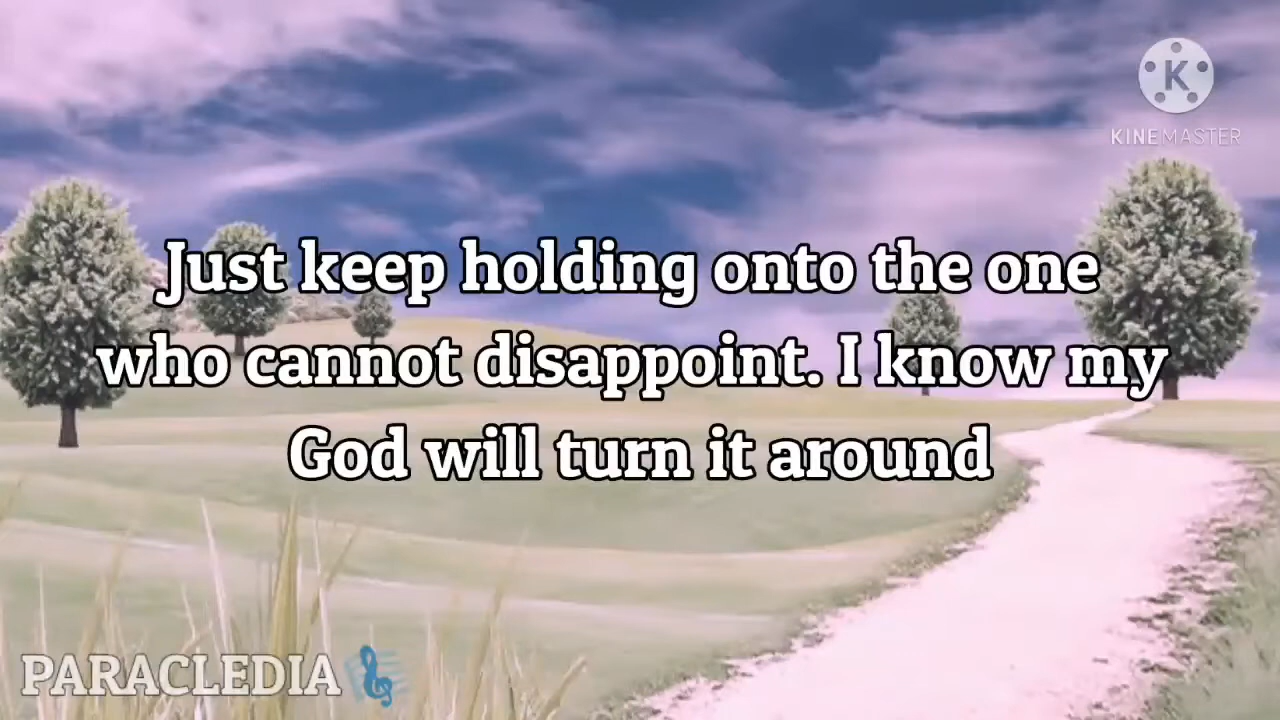 K
KINEMASTER
Just keep holding onto the one
who cannot disappoint. I know my
God will turn it around
PARACLEDIA